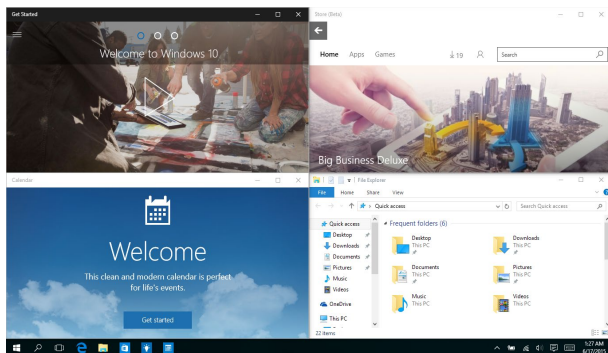 Get Started
Welcome to Windows 10
Store (Beta)
Home Apps Games 19 Search
Big Business Deluxe
Calendar
Welcome
This clean and modern calendar is perfect
for life's events.
Get started
File Explorer
File Home Share View
Quick access Search Quick access
Quick access
Desktop
Downloads
Documents
Pictures
Music
Videos
OneDrive
This PC
22 items
Frequent folders (6)
Desktop
This PC
Downloads
This PC
Documents
This PC
Pictures
This PC
Music
This PC
Videos
This PC
1:27 AM
6/17/2015